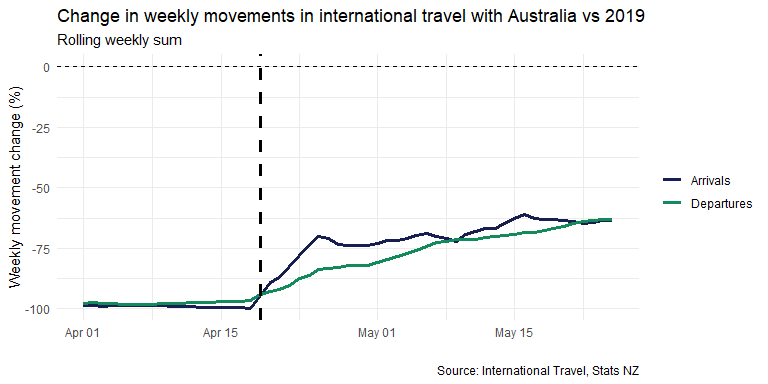 Change in weekly movements in international travel with Australia vs 2019
Rolling weekly sum
Weekly movement change (%)
0
-25
-50
-75
-100
Apr 01
Apr 15
May 01
May 15
Arrivals
Departures
Source: International Travel, Stats NZ